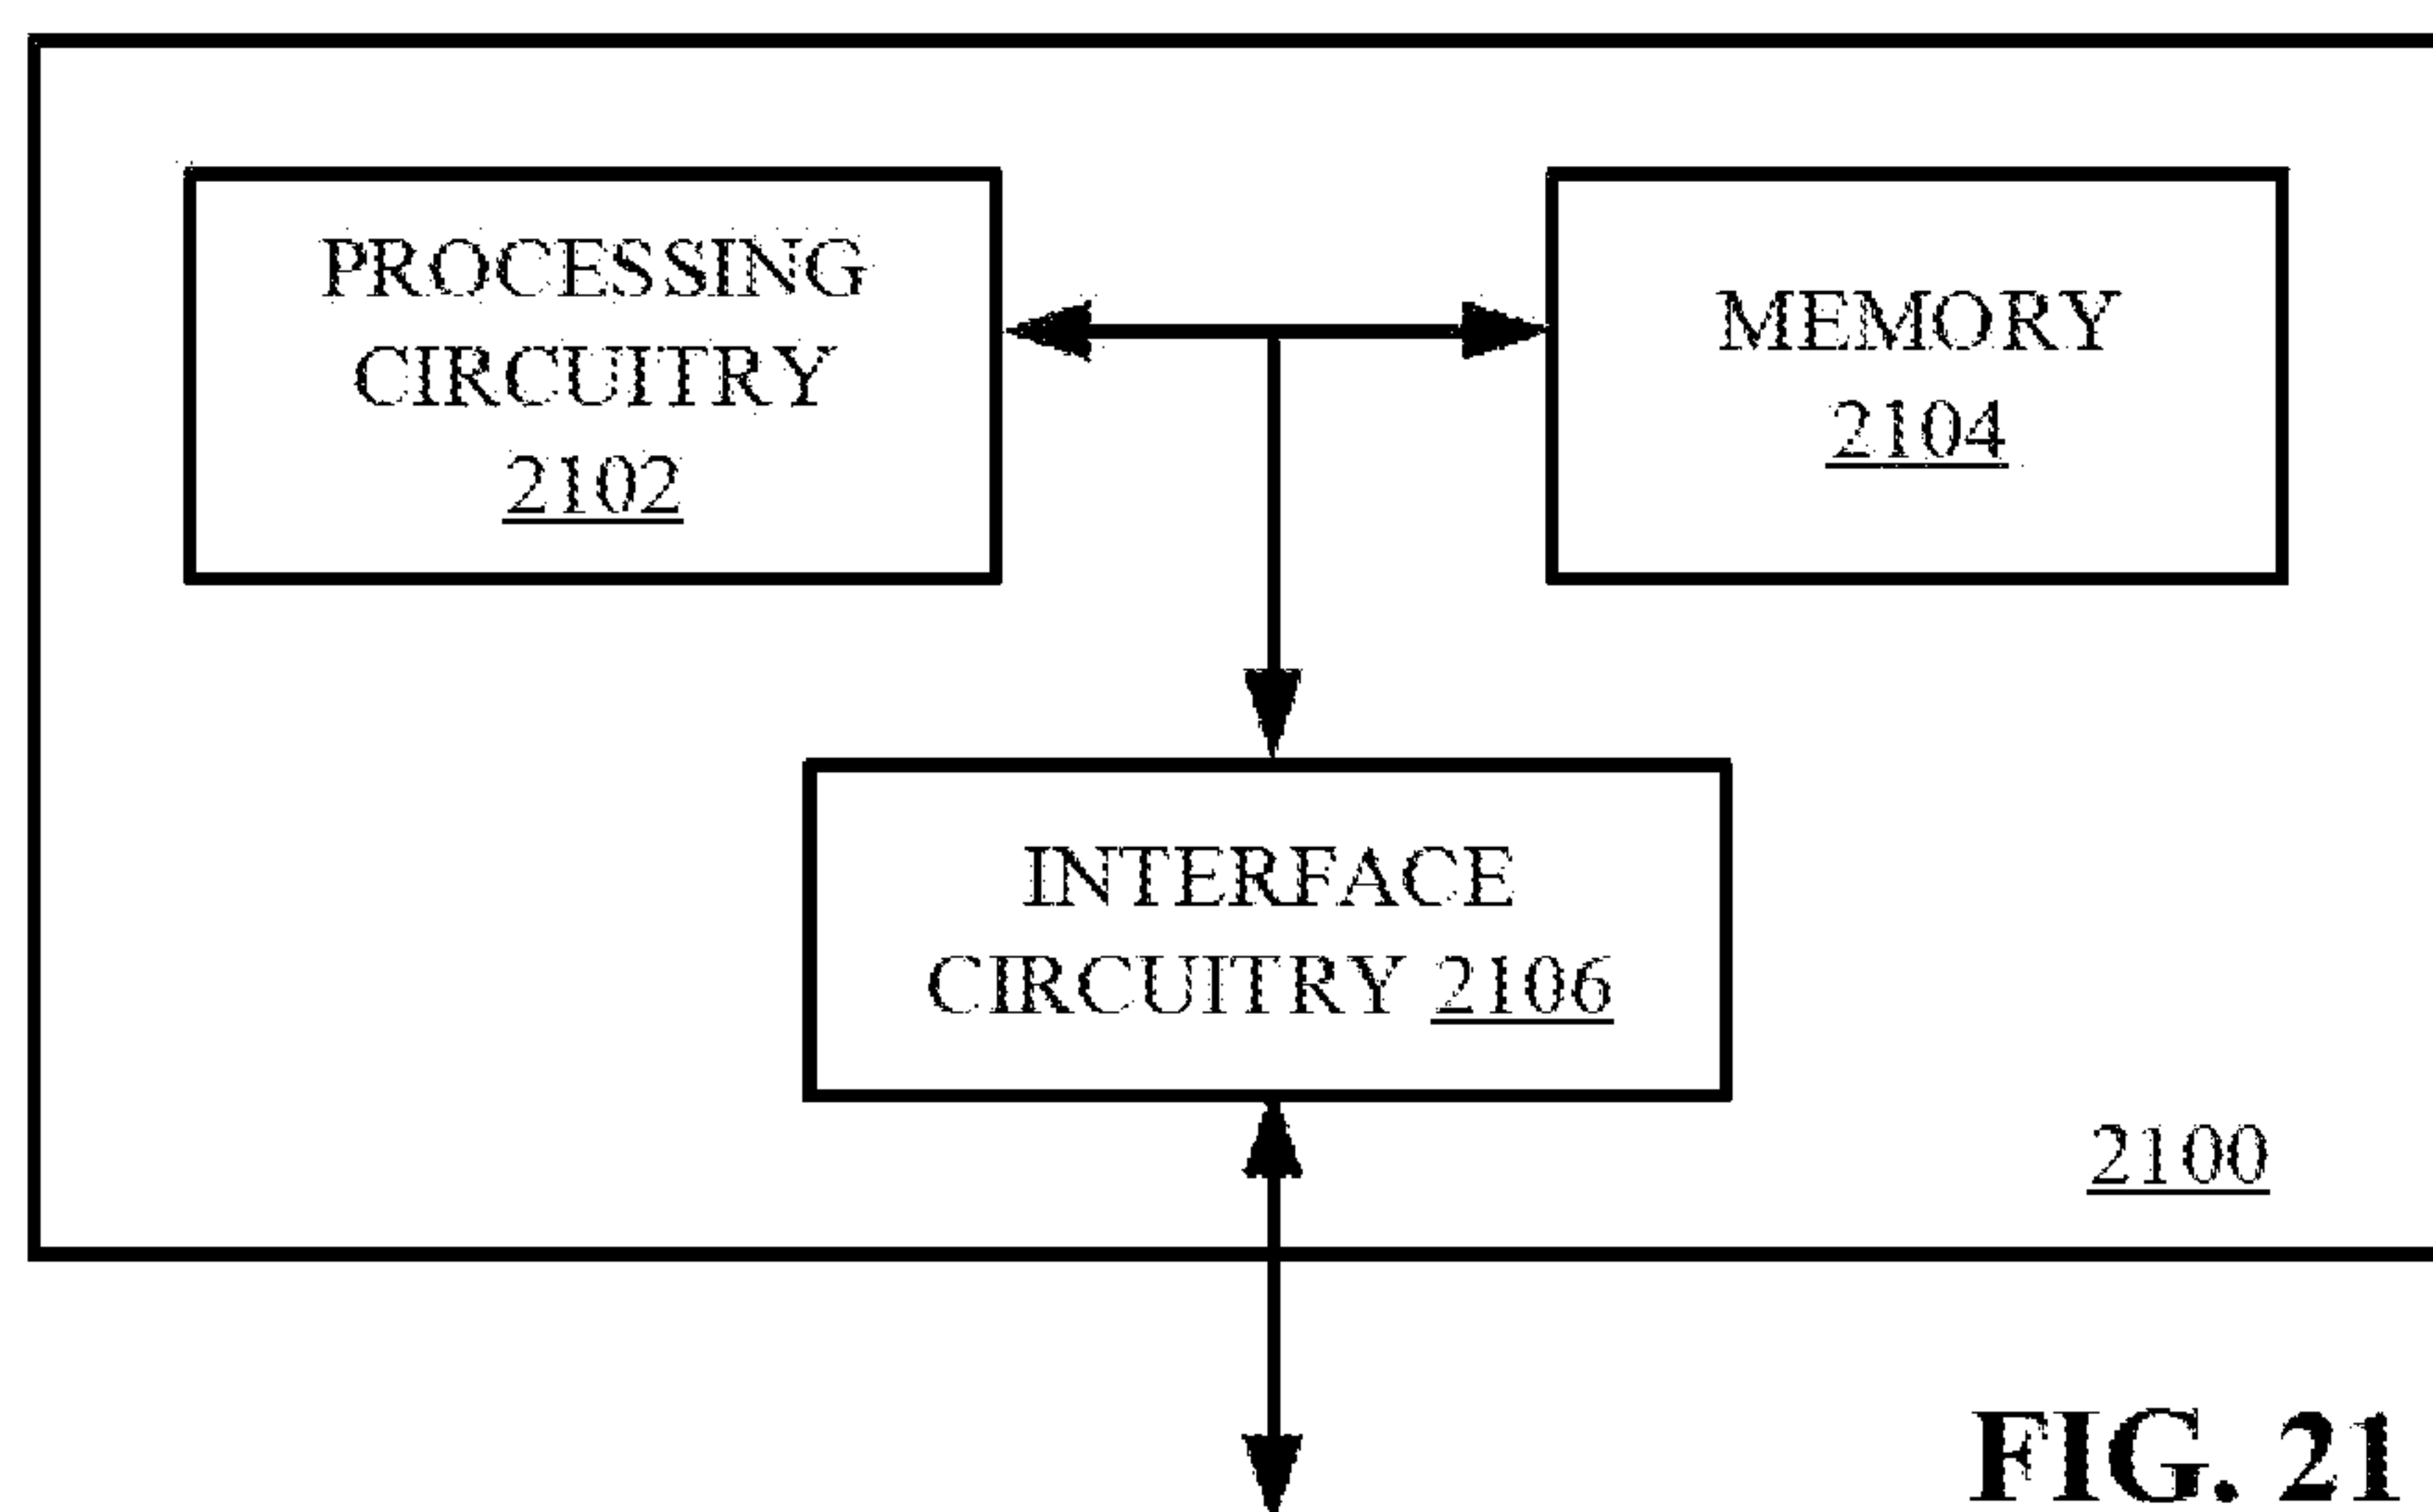 PROCESSING
CIRCUITRY
2102
MEMORY
2104
INTERFACE
CIRCUITRY 2106
2100
FIG. 21